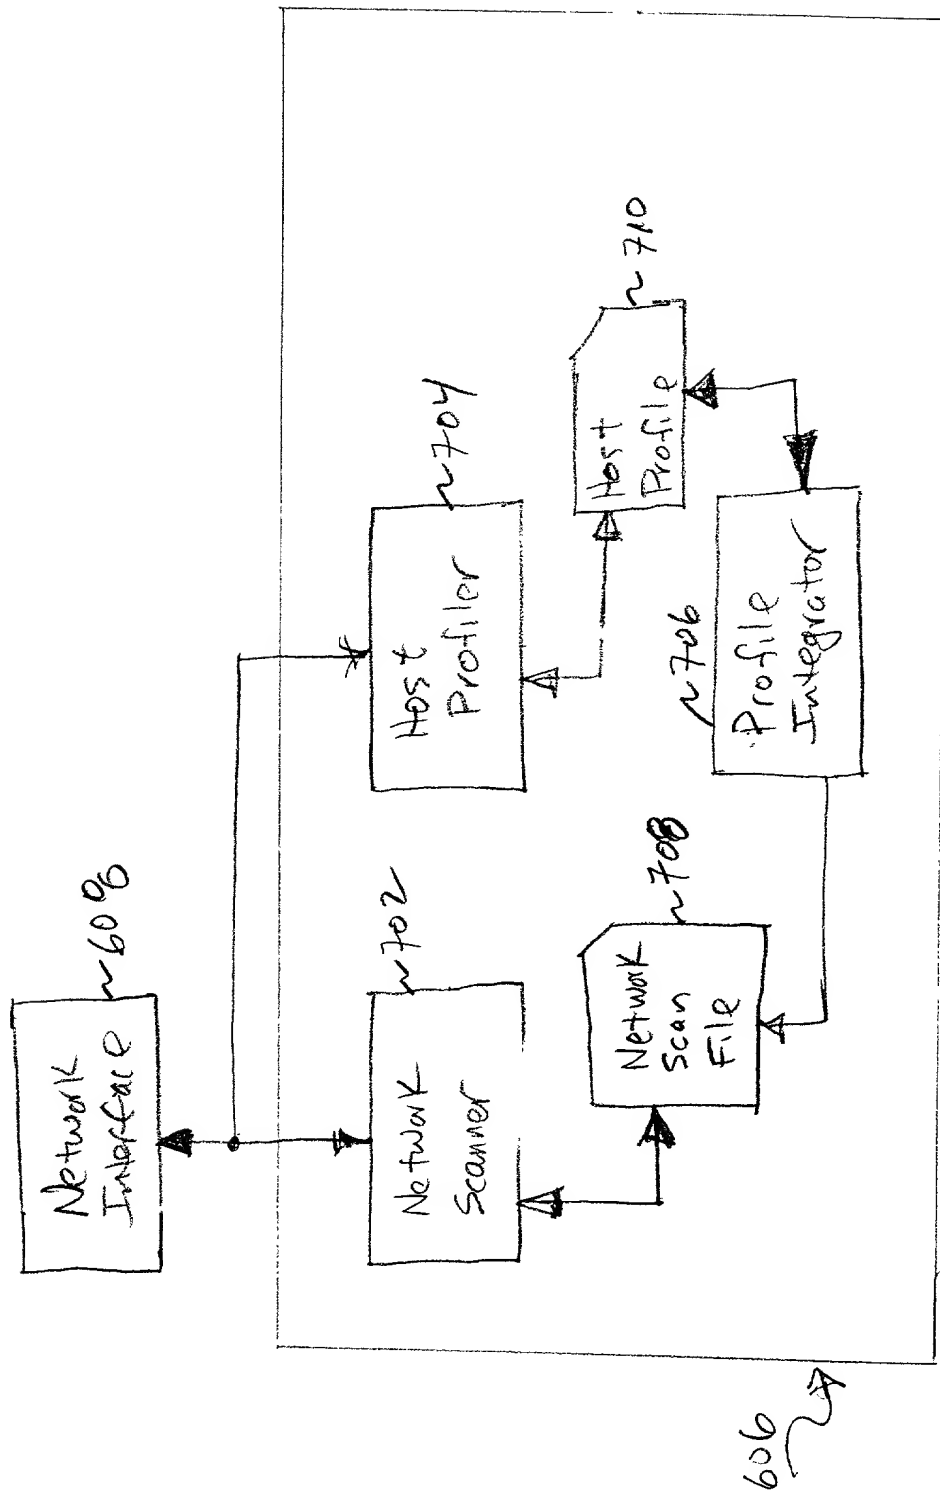 Network
Interface
Network
Scanner
702
Host
Profiler
704
Network
Scan
File
708
Host
Profile
710
706
Profile
Integrator
606